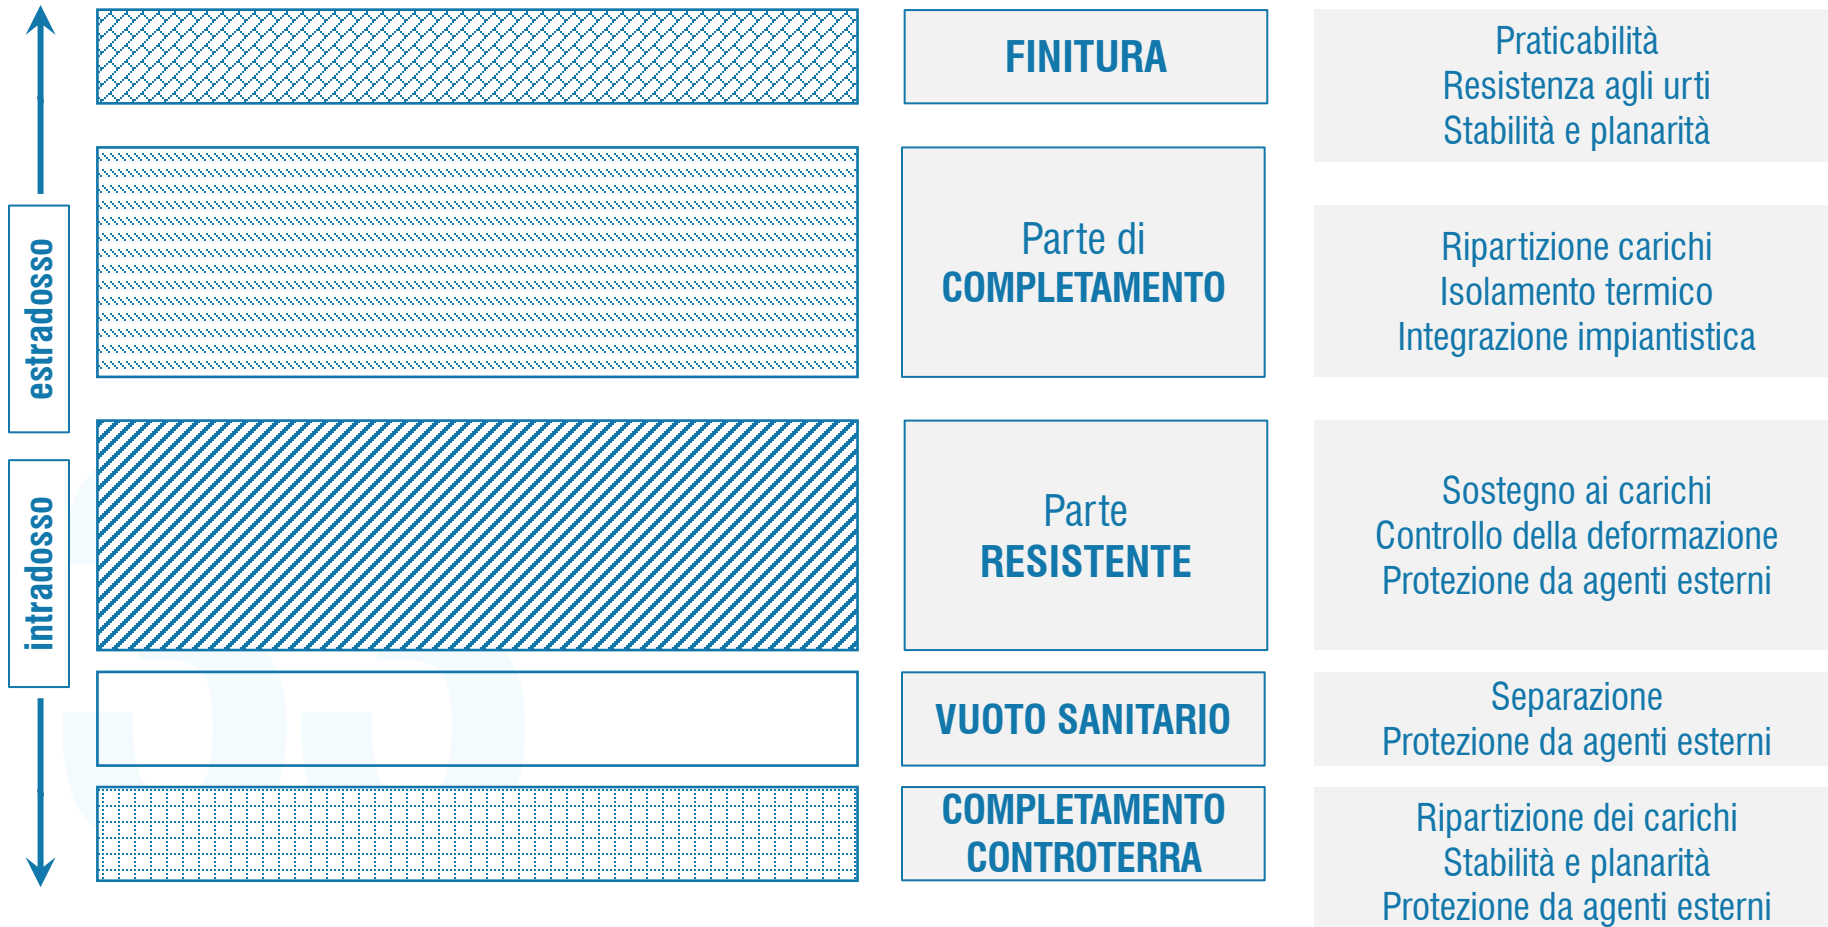 estradosso
intradosso
FINITURA
Praticabilità
Resistenza agli urti
Stabilità e planarità
Parte di
COMPLETAMENTO
Ripartizione carichi
Isolamento termico
Integrazione impiantistica
Parte
RESISTENTE
Sostegno ai carichi
Controllo della deformazione
Protezione da agenti esterni
VUOTO SANITARIO
Separazione
Protezione da agenti esterni
COMPLETAMENTO
CONTROTERRA
Ripartizione dei carichi
Stabilità e planarità
Protezione da agenti esterni